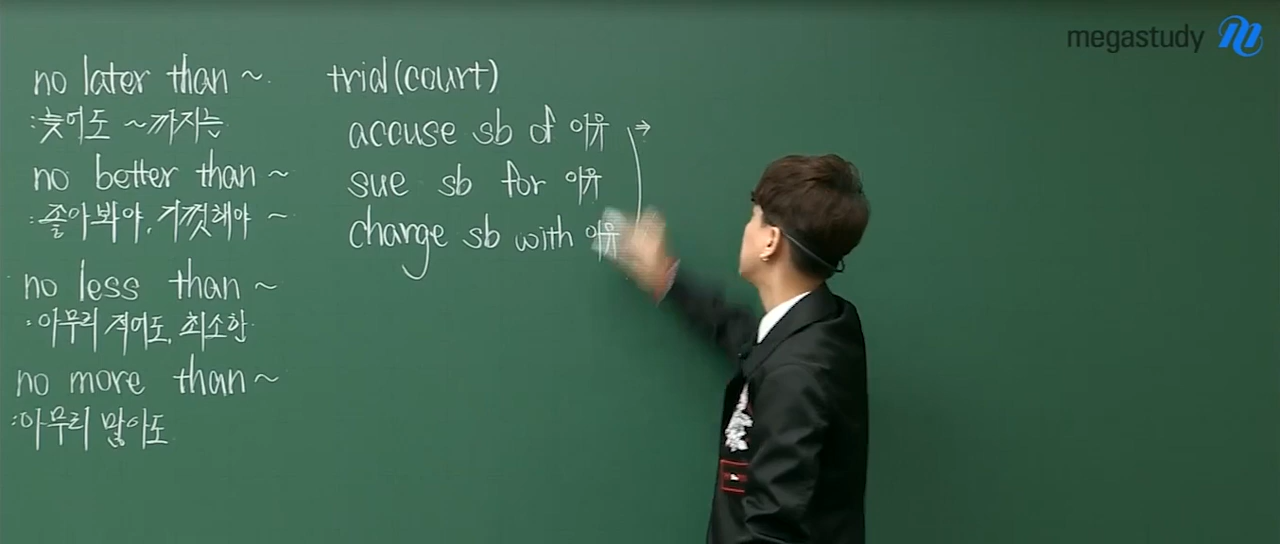 megastudy
no later than ~
: 늦어도 ~까지는
no better than ~
: 좋아봐야, 기껏해야 ~
no less than ~
: 아무리 적어도, 최소한
no more than ~
: 아무리 많아도
trial(court)
accuse sb of 이유 ⇒
sue sb for 이유
charge sb with 이유